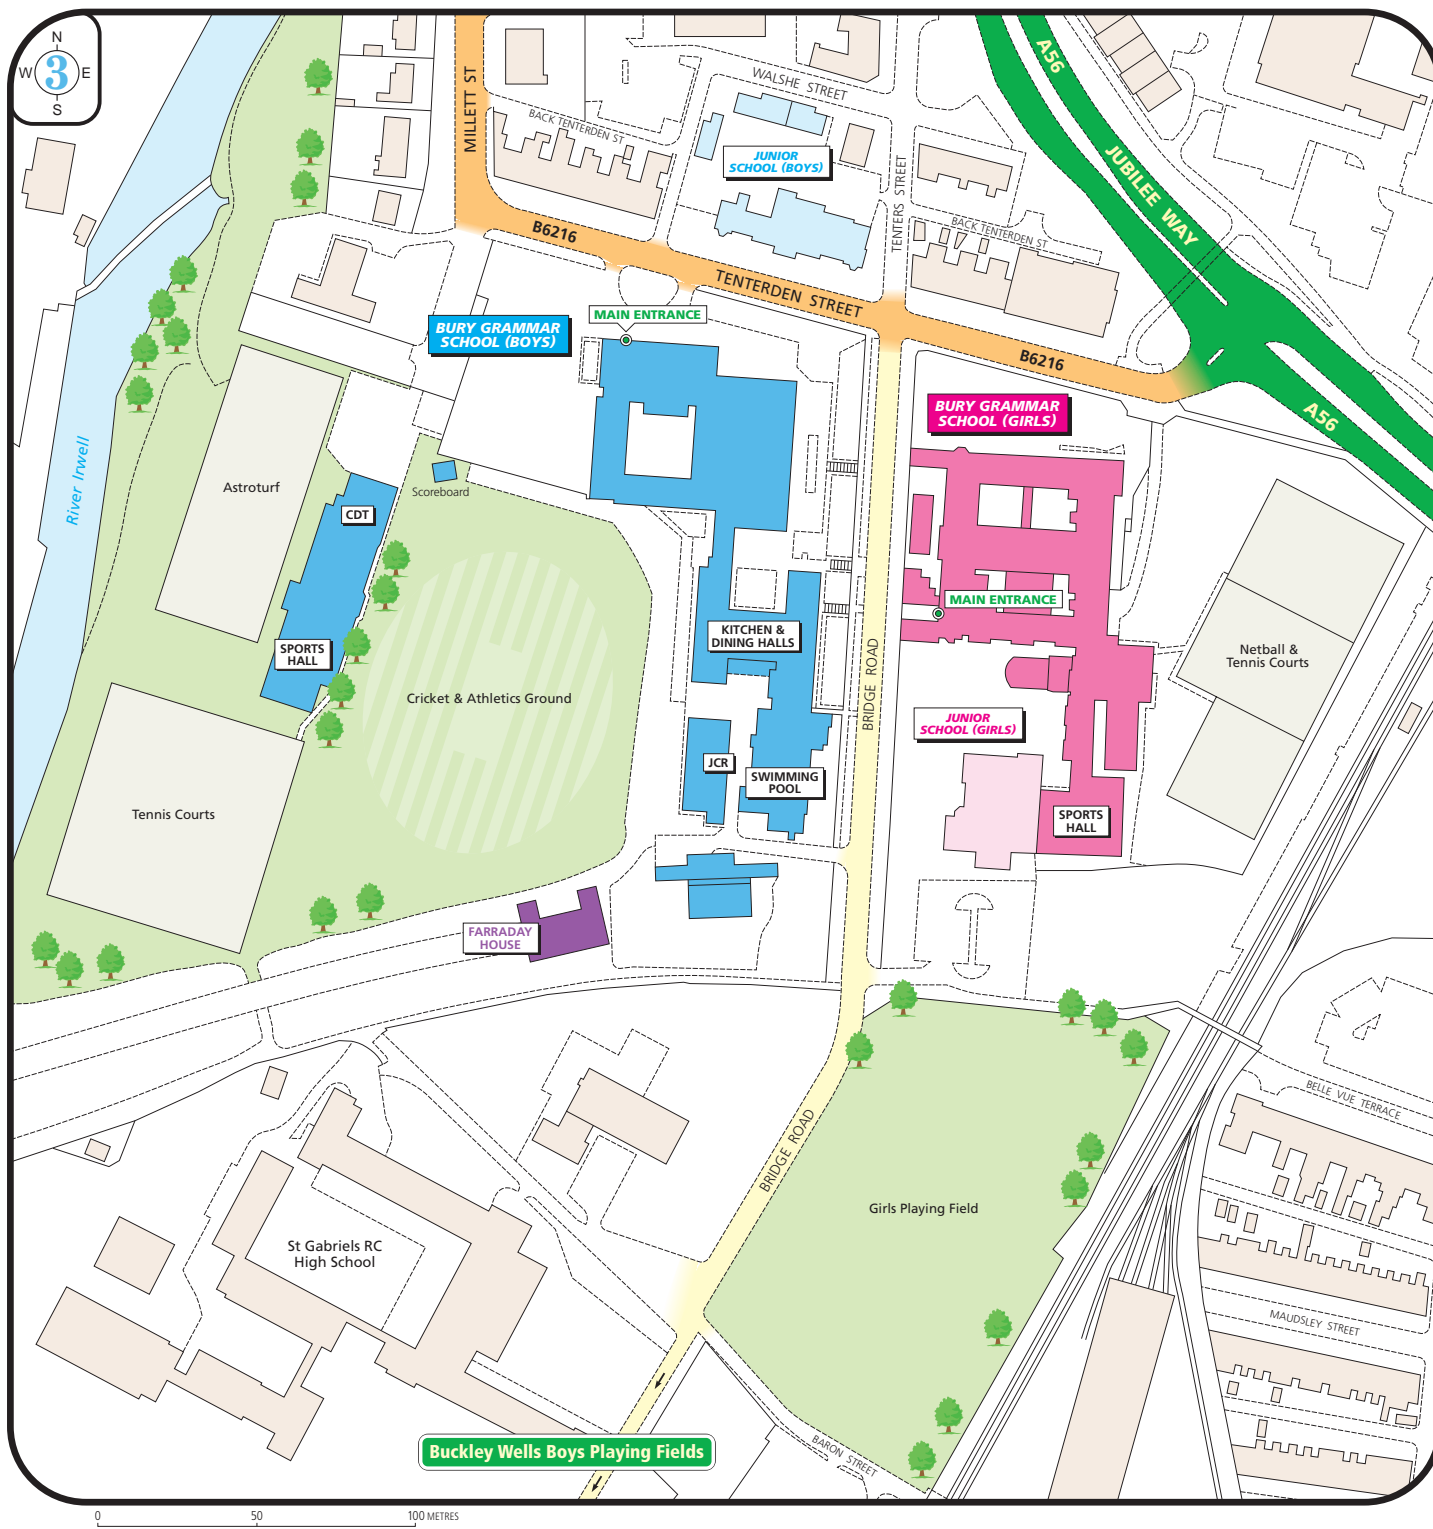 N
W 3 E
S
MILLETT ST
WALSHE STREET
BACK TENTERDEN ST
JUNIOR
SCHOOL (BOYS)
TENTERS STREET
BACK TENTERDEN ST
A56
JUBILEE WAY
A56
B6216
TENTERDEN STREET
B6216
MAIN ENTRANCE
BURY GRAMMAR
SCHOOL (BOYS)
BURY GRAMMAR
SCHOOL (GIRLS)
River Irwell
Astroturf
Scoreboard
CDT
SPORTS
HALL
Cricket & Athletics Ground
Tennis Courts
KITCHEN &
DINING HALLS
JCR
SWIMMING
POOL
BRIDGE ROAD
MAIN ENTRANCE
JUNIOR
SCHOOL (GIRLS)
SPORTS
HALL
Netball &
Tennis Courts
FARRADAY
HOUSE
BELLE VUE TERRACE
BRIDGE ROAD
Girls Playing Field
St Gabriels RC
High School
MAUDSLEY STREET
BARON STREET
Buckley Wells Boys Playing Fields
0 50 100 METRES